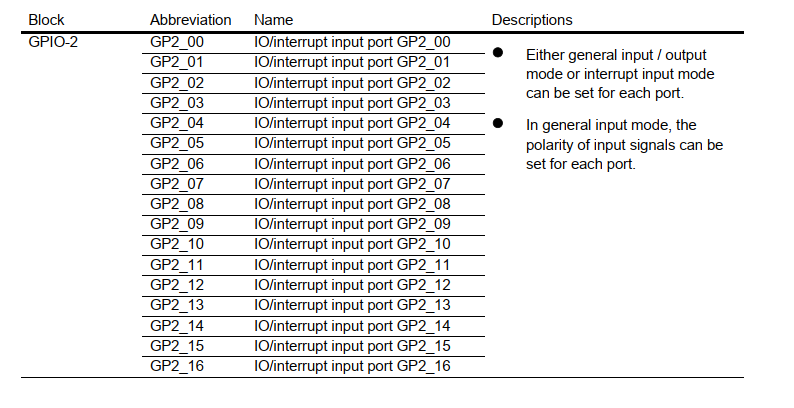 Block Abbreviation Name Descriptions
GPIO-2 GP2_00 IO/interrupt input port GP2_00
GP2_01 IO/interrupt input port GP2_01
GP2_02 IO/interrupt input port GP2_02
GP2_03 IO/interrupt input port GP2_03
GP2_04 IO/interrupt input port GP2_04
GP2_05 IO/interrupt input port GP2_05
GP2_06 IO/interrupt input port GP2_06
GP2_07 IO/interrupt input port GP2_07
GP2_08 IO/interrupt input port GP2_08
GP2_09 IO/interrupt input port GP2_09
GP2_10 IO/interrupt input port GP2_10
GP2_11 IO/interrupt input port GP2_11
GP2_12 IO/interrupt input port GP2_12
GP2_13 IO/interrupt input port GP2_13
GP2_14 IO/interrupt input port GP2_14
GP2_15 IO/interrupt input port GP2_15
GP2_16 IO/interrupt input port GP2_16
● Either general input / output
mode or interrupt input mode
can be set for each port.
● In general input mode, the
polarity of input signals can be
set for each port.